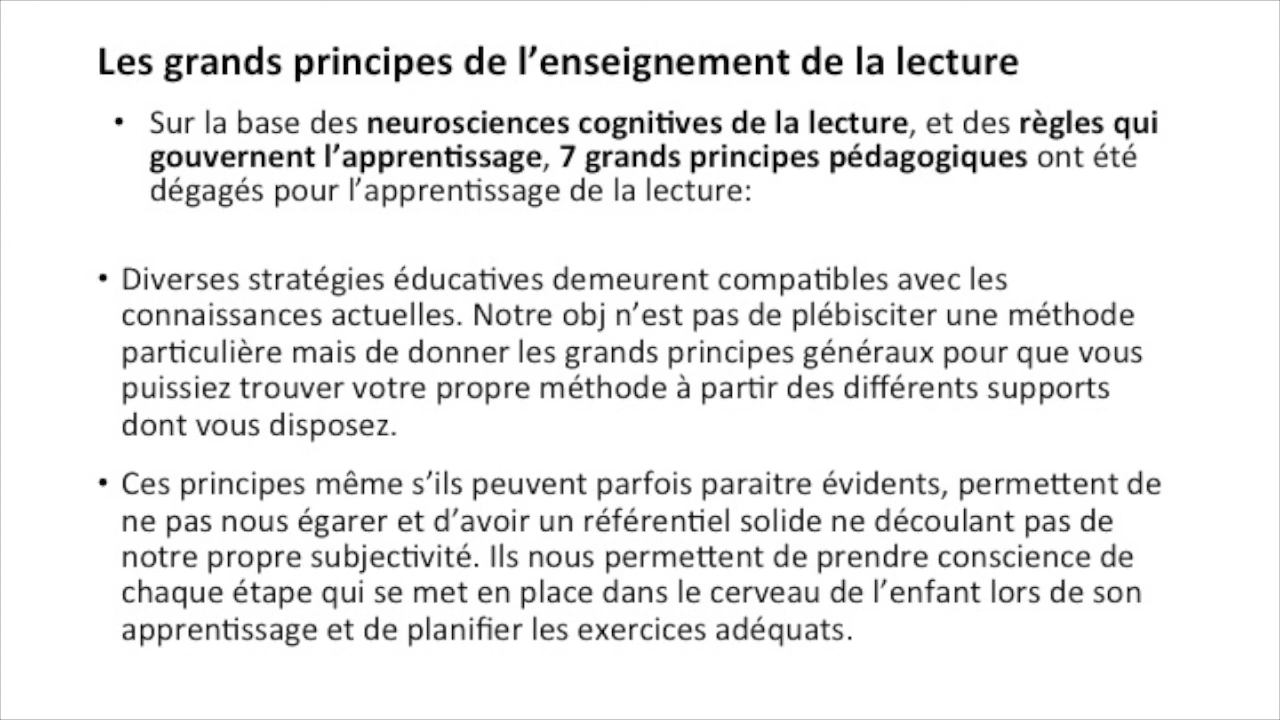 Les grands principes de l’enseignement de la lecture
• Sur la base des neurosciences cognitives de la lecture, et des règles qui
gouvernent l’apprentissage, 7 grands principes pédagogiques ont été
dégagés pour l’apprentissage de la lecture:
• Diverses stratégies éducatives demeurent compatibles avec les
connaissances actuelles. Notre obj n’est pas de plébisciter une méthode
particulière mais de donner les grands principes généraux pour que vous
puissiez trouver votre propre méthode à partir des différents supports
dont vous disposez.
• Ces principes même s’ils peuvent parfois paraitre évidents, permettent de
ne pas nous égarer et d’avoir un référentiel solide ne découlant pas de
notre propre subjectivité. Ils nous permettent de prendre conscience de
chaque étape qui se met en place dans le cerveau de l’enfant lors de son
apprentissage et de planifier les exercices adéquats.